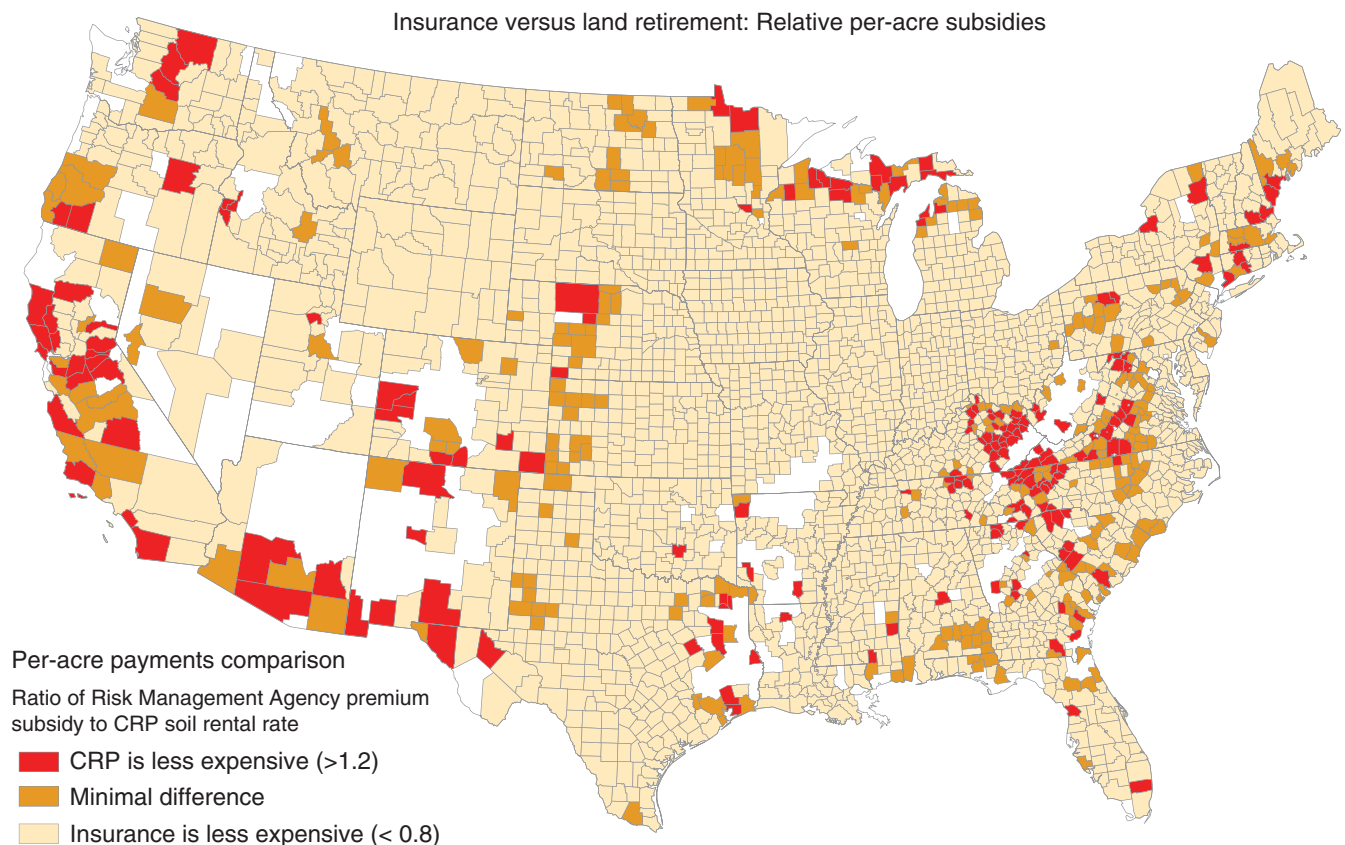 Insurance versus land retirement: Relative per-acre subsidies
Per-acre payments comparison
Ratio of Risk Management Agency premium
subsidy to CRP soil rental rate
CRP is less expensive (>1.2)
Minimal difference
Insurance is less expensive (< 0.8)